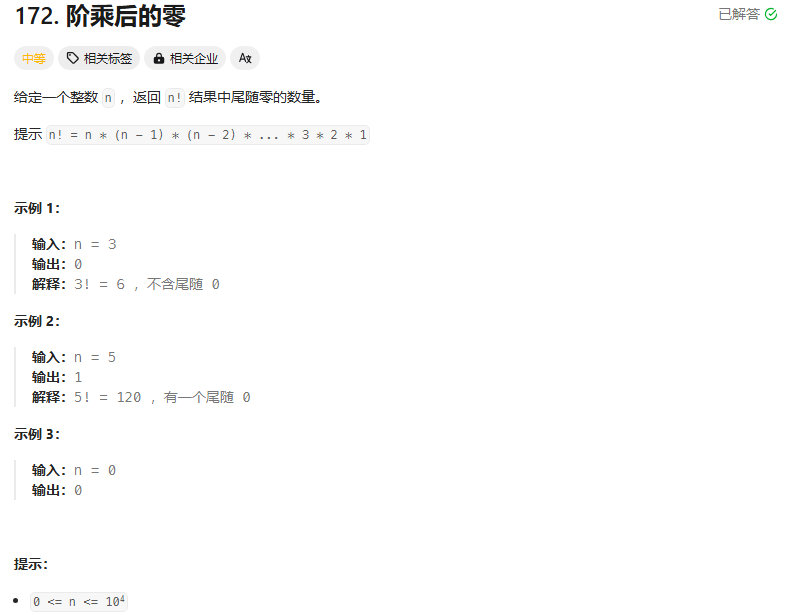 172. 阶乘后的零
已解答
中等 相关标签 相关企业 Aあ
给定一个整数 n ，返回 n! 结果中尾随零的数量。
提示 n! = n * (n - 1) * (n - 2) * ... * 3 * 2 * 1
示例 1：
输入：n = 3
输出：0
解释：3! = 6 ，不含尾随 0
示例 2：
输入：n = 5
输出：1
解释：5! = 120 ，有一个尾随 0
示例 3：
输入：n = 0
输出：0
提示：
0 <= n <= 10⁴